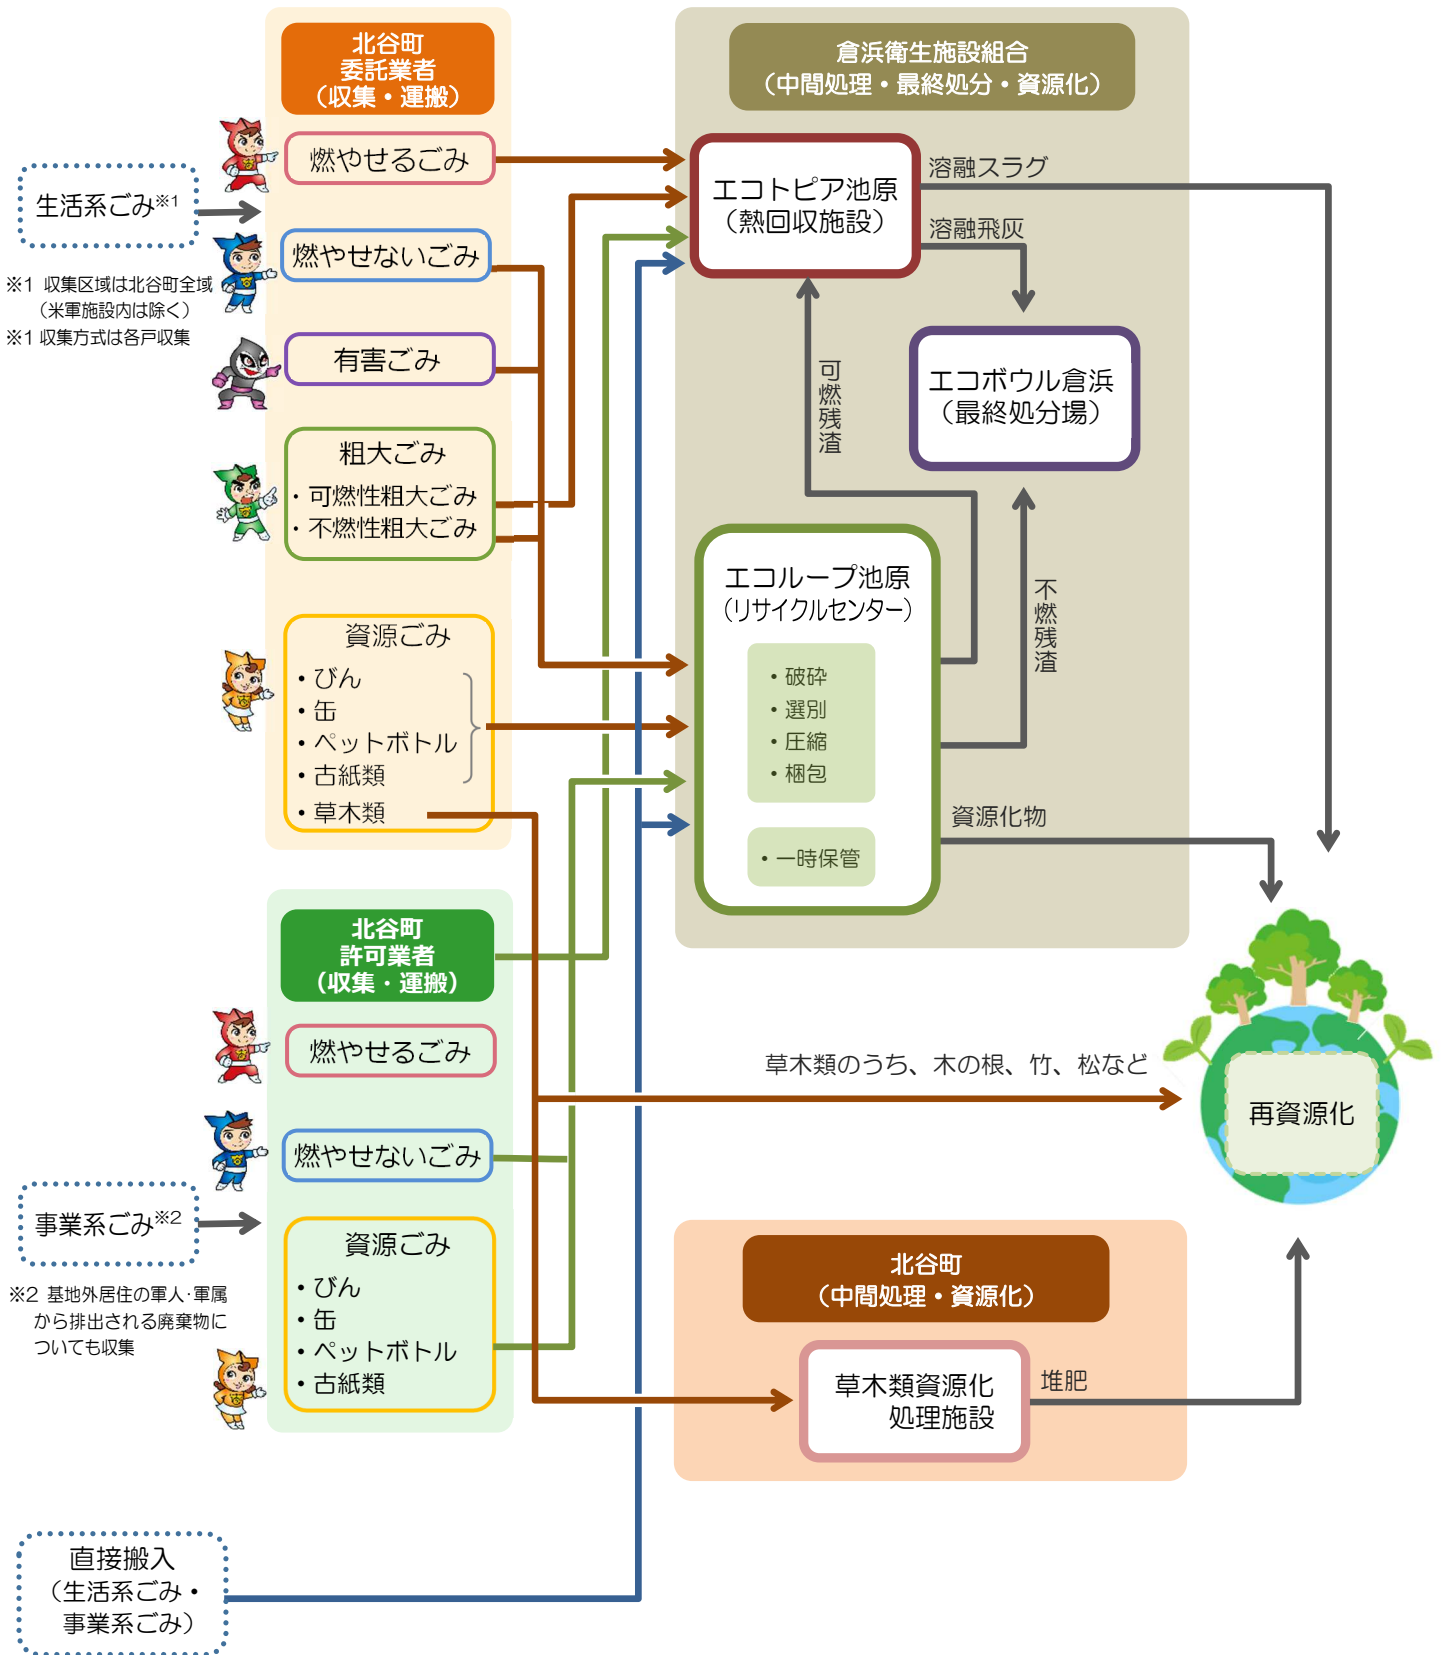 北谷町
委託業者
（収集・運搬）
生活系ごみ※1
※1 収集区域は北谷町全域
（米軍施設内は除く）
※1 収集方式は各戸収集
燃やせるごみ
燃やせないごみ
有害ごみ
粗大ごみ
・可燃性粗大ごみ
・不燃性粗大ごみ
資源ごみ
・びん
・缶
・ペットボトル
・古紙類
・草木類
倉浜衛生施設組合
（中間処理・最終処分・資源化）
エコトピア池原
（熱回収施設）
溶融スラグ
溶融飛灰
エコボウル倉浜
（最終処分場）
可燃残渣
エコループ池原
（リサイクルセンター）
・破砕
・選別
・圧縮
・梱包
・一時保管
不燃残渣
資源化物
北谷町
許可業者
（収集・運搬）
事業系ごみ※2
※2 基地外居住の軍人・軍属
から排出される廃棄物に
ついても収集
燃やせるごみ
燃やせないごみ
資源ごみ
・びん
・缶
・ペットボトル
・古紙類
草木類のうち、木の根、竹、松など
再資源化
北谷町
（中間処理・資源化）
草木類資源化
処理施設
堆肥
直接搬入
（生活系ごみ・
事業系ごみ）